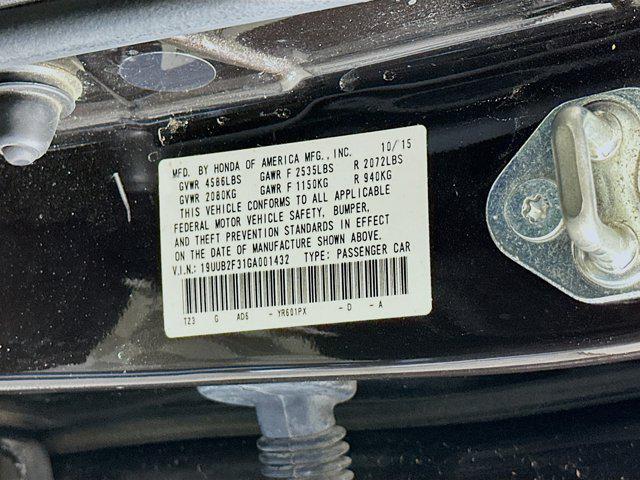 MFD. BY HONDA OF AMERICA MFG., INC. 10/15
GVWR 4586LBS GAWR F 2535LBS R 2072LBS
GVWR 2080KG GAWR F 1150KG R 940KG
THIS VEHICLE CONFORMS TO ALL APPLICABLE
FEDERAL MOTOR VEHICLE SAFETY, BUMPER,
AND THEFT PREVENTION STANDARDS IN EFFECT
ON THE DATE OF MANUFACTURE SHOWN ABOVE.
V.I.N.: 19UUB2F31GA001432 TYPE: PASSENGER CAR
TZ3 G AD6 - YR601PX - D - A